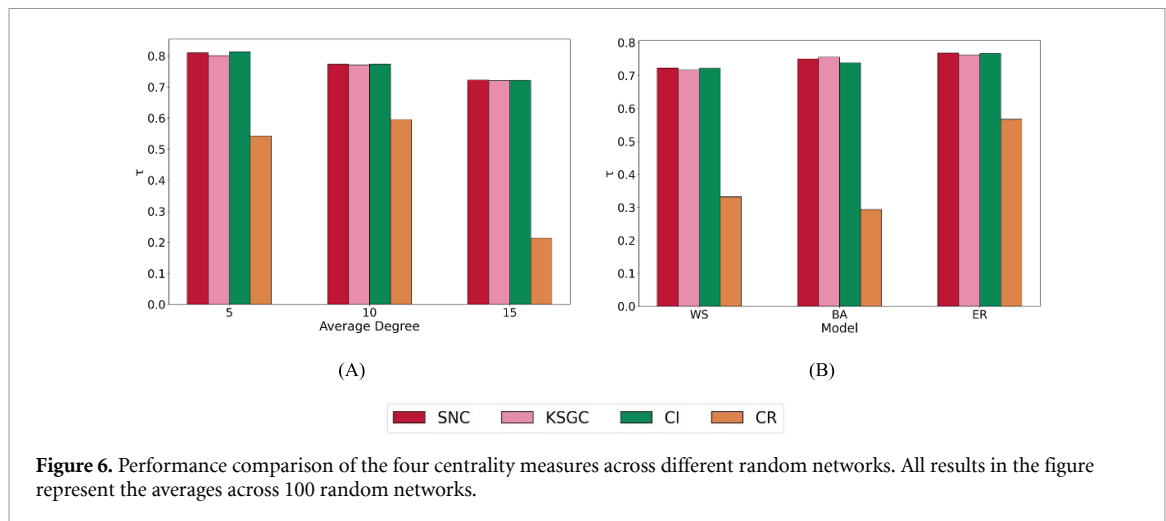 0.8
0.7
0.6
0.5
0.4
0.3
0.2
0.1
0.0
τ
5
10
15
Average Degree
(A)
0.8
0.7
0.6
0.5
0.4
0.3
0.2
0.1
0.0
τ
WS
BA
ER
Model
(B)
SNC KSGC CI CR
Figure 6. Performance comparison of the four centrality measures across different random networks. All results in the figure
represent the averages across 100 random networks.